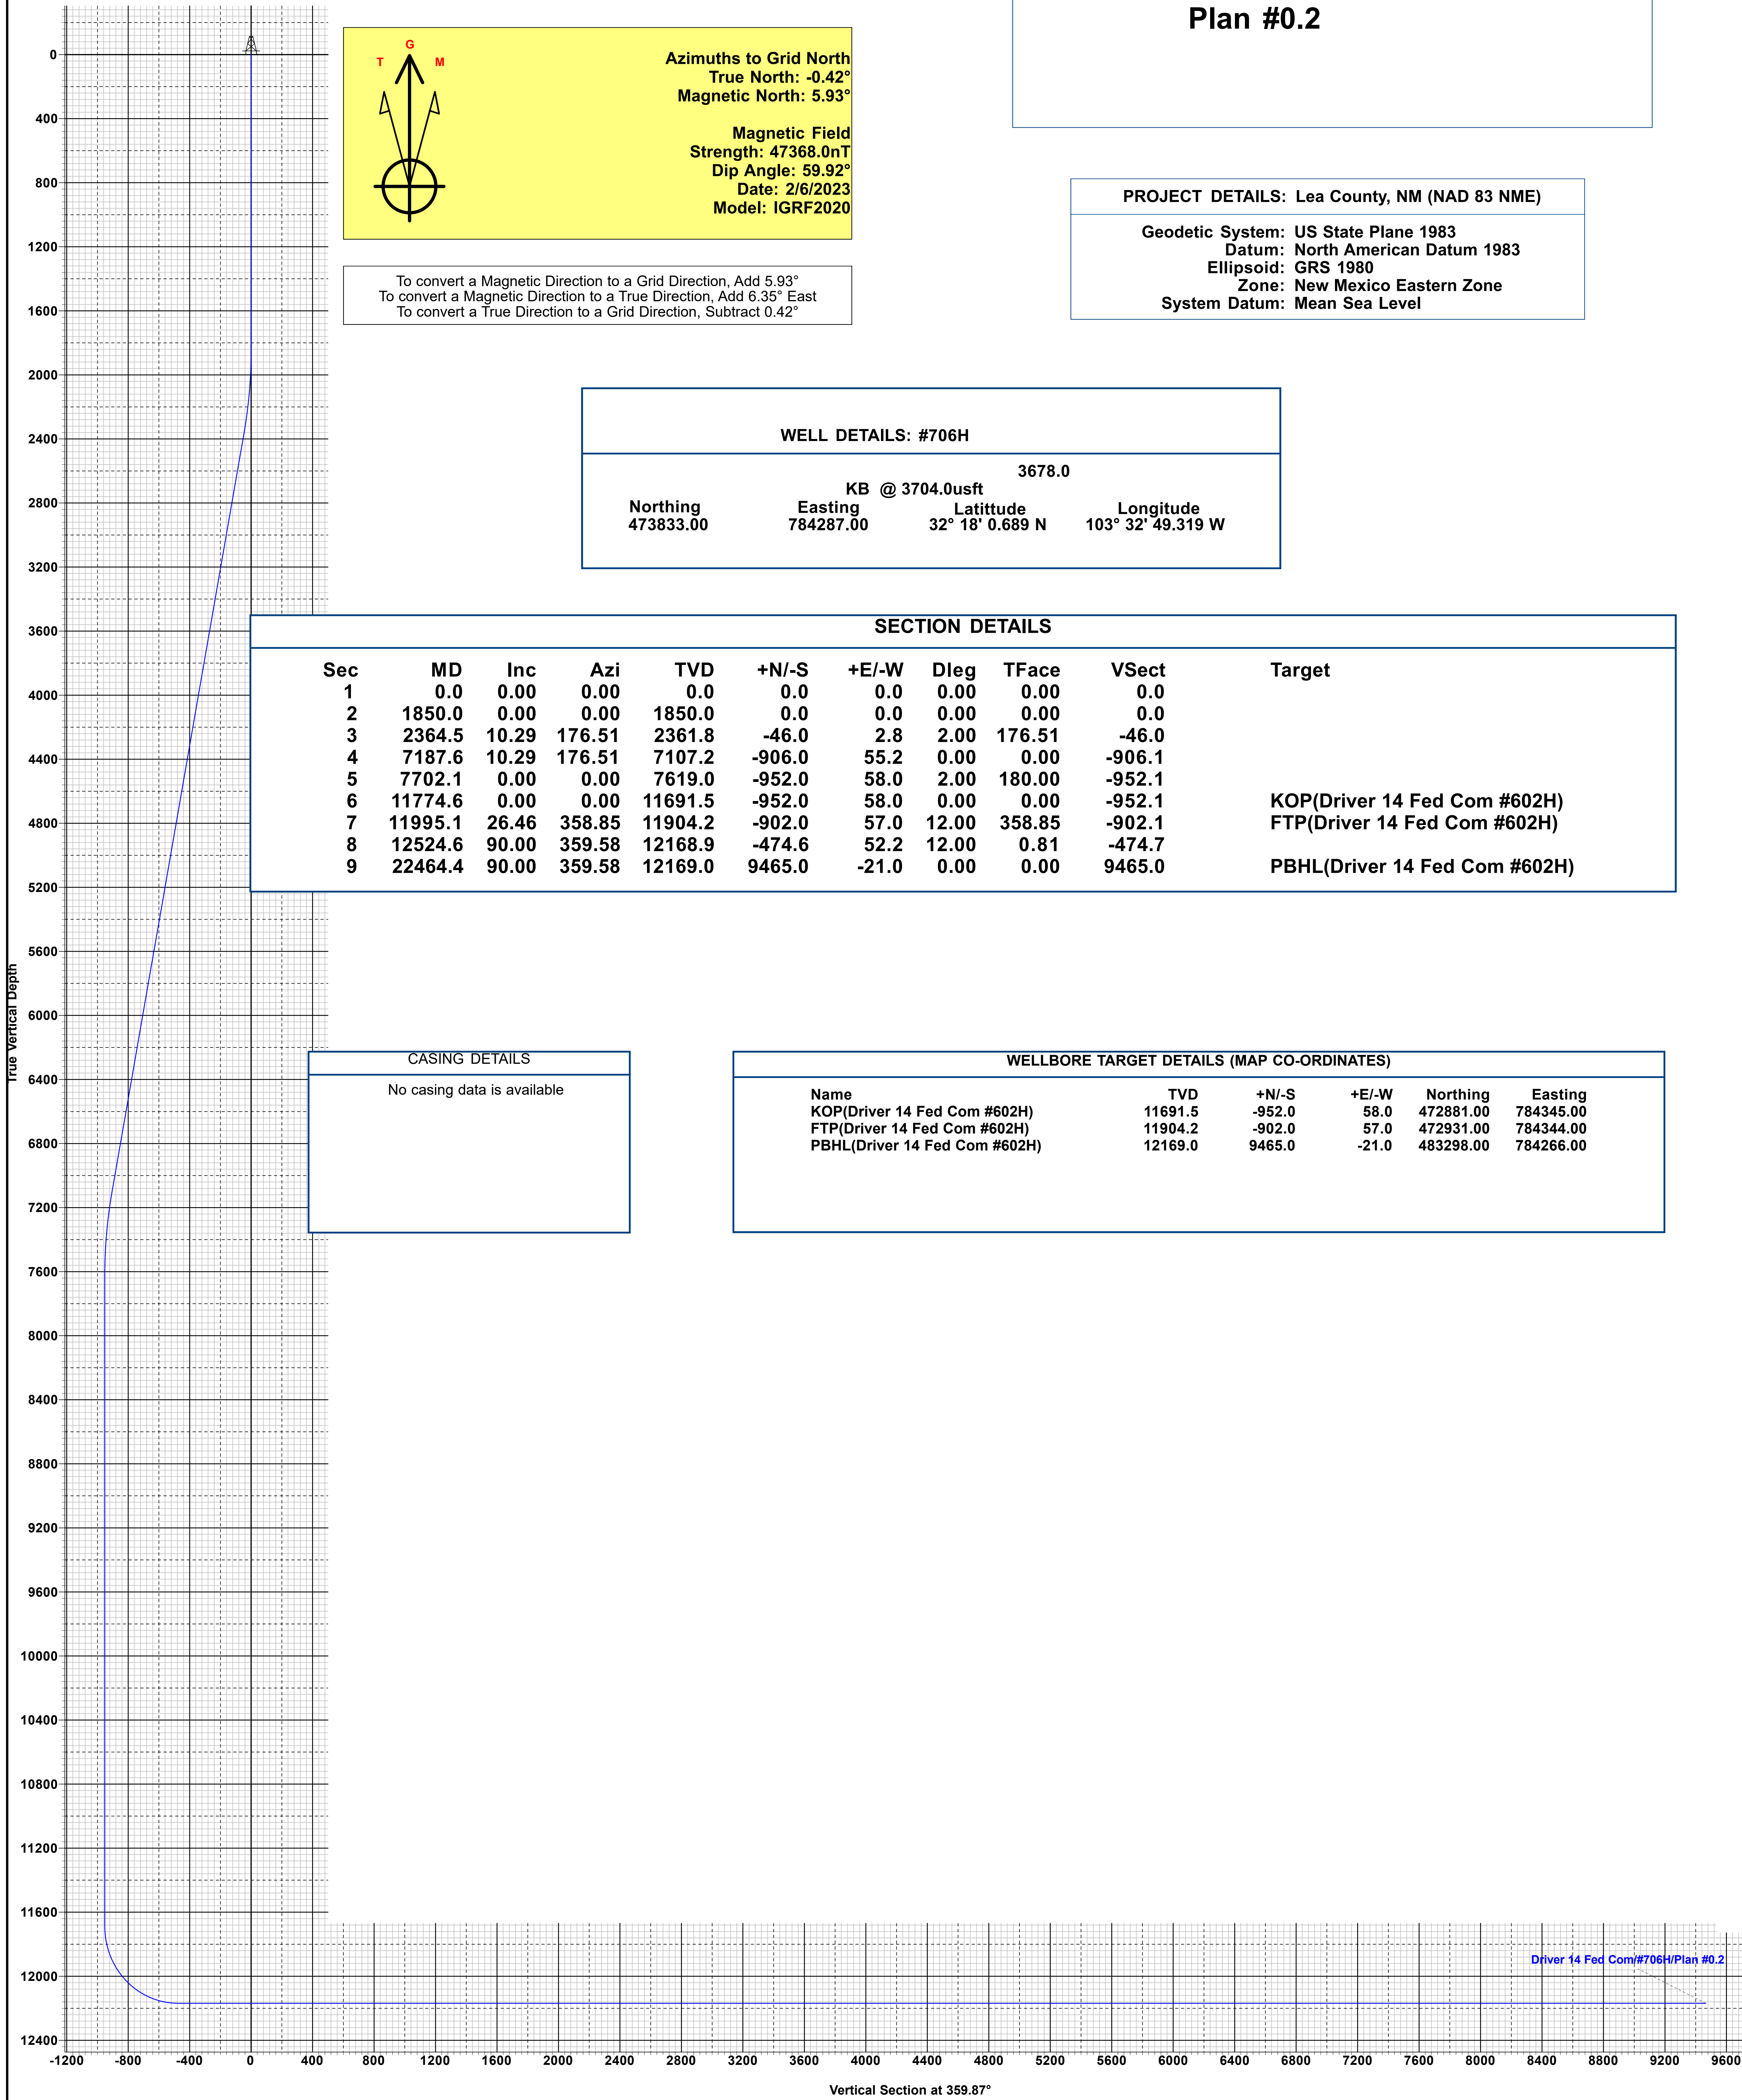 Plan #0.2
G
T M
Azimuths to Grid North
True North: -0.42°
Magnetic North: 5.93°
Magnetic Field
Strength: 47368.0nT
Dip Angle: 59.92°
Date: 2/6/2023
Model: IGRF2020
To convert a Magnetic Direction to a Grid Direction, Add 5.93°
To convert a Magnetic Direction to a True Direction, Add 6.35° East
To convert a True Direction to a Grid Direction, Subtract 0.42°
PROJECT DETAILS: Lea County, NM (NAD 83 NME)
Geodetic System: US State Plane 1983
Datum: North American Datum 1983
Ellipsoid: GRS 1980
Zone: New Mexico Eastern Zone
System Datum: Mean Sea Level
WELL DETAILS: #706H
3678.0
KB @ 3704.0usft
Northing Easting Latittude Longitude
473833.00 784287.00 32° 18' 0.689 N 103° 32' 49.319 W
SECTION DETAILS
Sec MD Inc Azi TVD +N/-S +E/-W Dleg TFace VSect Target
1 0.0 0.00 0.00 0.0 0.0 0.0 0.00 0.00 0.0
2 1850.0 0.00 0.00 1850.0 0.0 0.0 0.00 0.00 0.0
3 2364.5 10.29 176.51 2361.8 -46.0 2.8 2.00 176.51 -46.0
4 7187.6 10.29 176.51 7107.2 -906.0 55.2 0.00 0.00 -906.1
5 7702.1 0.00 0.00 7619.0 -952.0 58.0 2.00 180.00 -952.1
6 11774.6 0.00 0.00 11691.5 -952.0 58.0 0.00 0.00 -952.1 KOP(Driver 14 Fed Com #602H)
7 11995.1 26.46 358.85 11904.2 -902.0 57.0 12.00 358.85 -902.1 FTP(Driver 14 Fed Com #602H)
8 12524.6 90.00 359.58 12168.9 -474.6 52.2 12.00 0.81 -474.7
9 22464.4 90.00 359.58 12169.0 9465.0 -21.0 0.00 0.00 9465.0 PBHL(Driver 14 Fed Com #602H)
CASING DETAILS
No casing data is available
WELLBORE TARGET DETAILS (MAP CO-ORDINATES)
Name TVD +N/-S +E/-W Northing Easting
KOP(Driver 14 Fed Com #602H) 11691.5 -952.0 58.0 472881.00 784345.00
FTP(Driver 14 Fed Com #602H) 11904.2 -902.0 57.0 472931.00 784344.00
PBHL(Driver 14 Fed Com #602H) 12169.0 9465.0 -21.0 483298.00 784266.00
True Vertical Depth
0
400
800
1200
1600
2000
2400
2800
3200
3600
4000
4400
4800
5200
5600
6000
6400
6800
7200
7600
8000
8400
8800
9200
9600
10000
10400
10800
11200
11600
12000
12400
Driver 14 Fed Com/#706H/Plan #0.2
-1200 -800 -400 0 400 800 1200 1600 2000 2400 2800 3200 3600 4000 4400 4800 5200 5600 6000 6400 6800 7200 7600 8000 8400 8800 9200 9600
Vertical Section at 359.87°